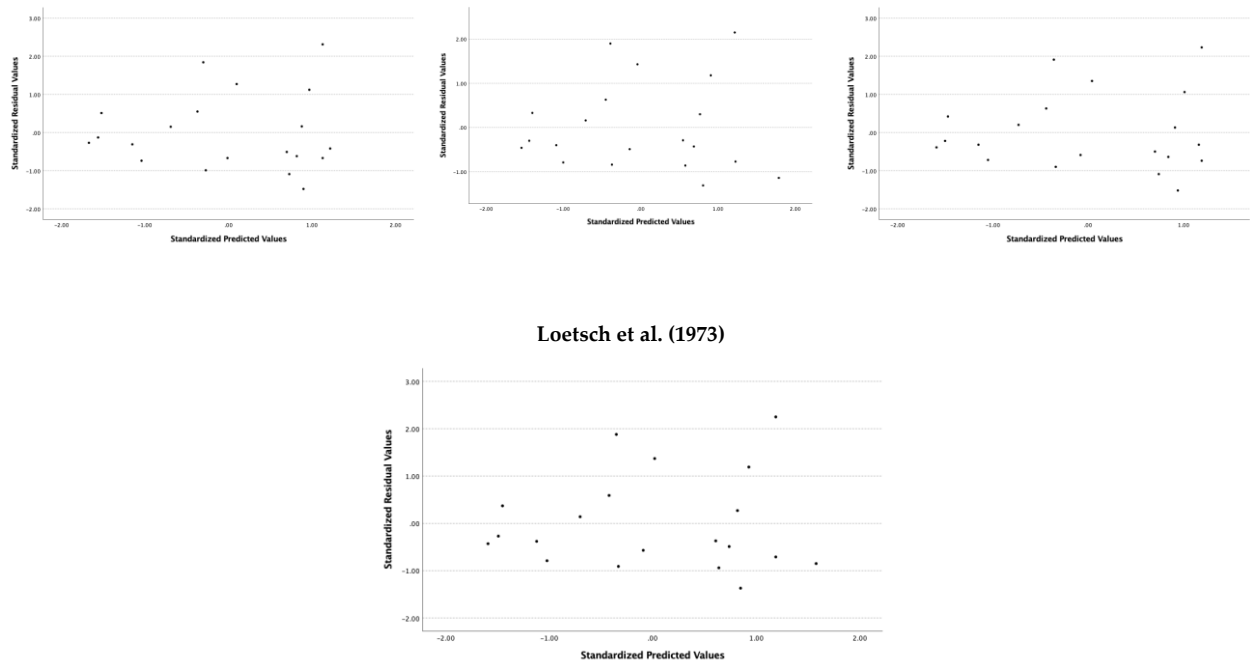 3.00
2.00
1.00
.00
-1.00
-2.00
Standardized Residual Values
-2.00 -1.00 .00 1.00 2.00
Standardized Predicted Values
2.00
1.00
.00
-1.00
Standardized Residual Values
-2.00 -1.00 .00 1.00 2.00
Standardized Predicted Values
3.00
2.00
1.00
.00
-1.00
-2.00
Standardized Residual Values
-2.00 -1.00 .00 1.00
Standardized Predicted Values
Loetsch et al. (1973)
3.00
2.00
1.00
.00
-1.00
-2.00
Standardized Residual Values
-2.00 -1.00 .00 1.00 2.00
Standardized Predicted Values